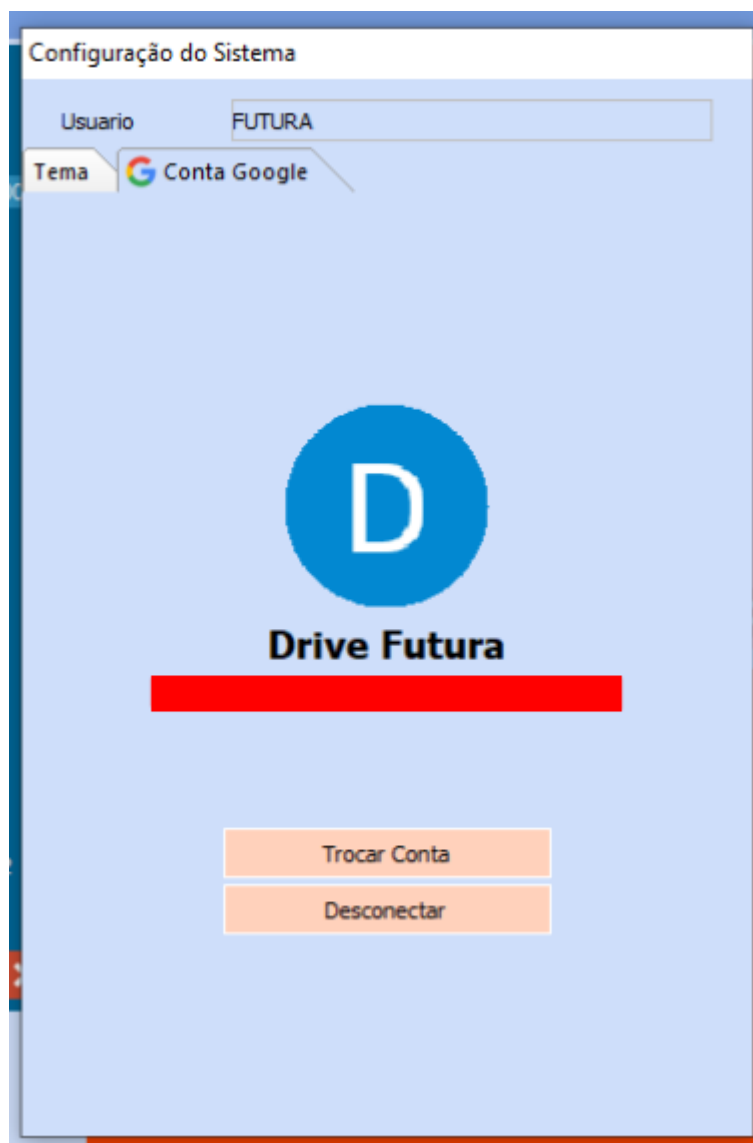 Configuração do Sistema
Usuario FUTURA
Tema Conta Google
D
Drive Futura
Trocar Conta
Desconectar